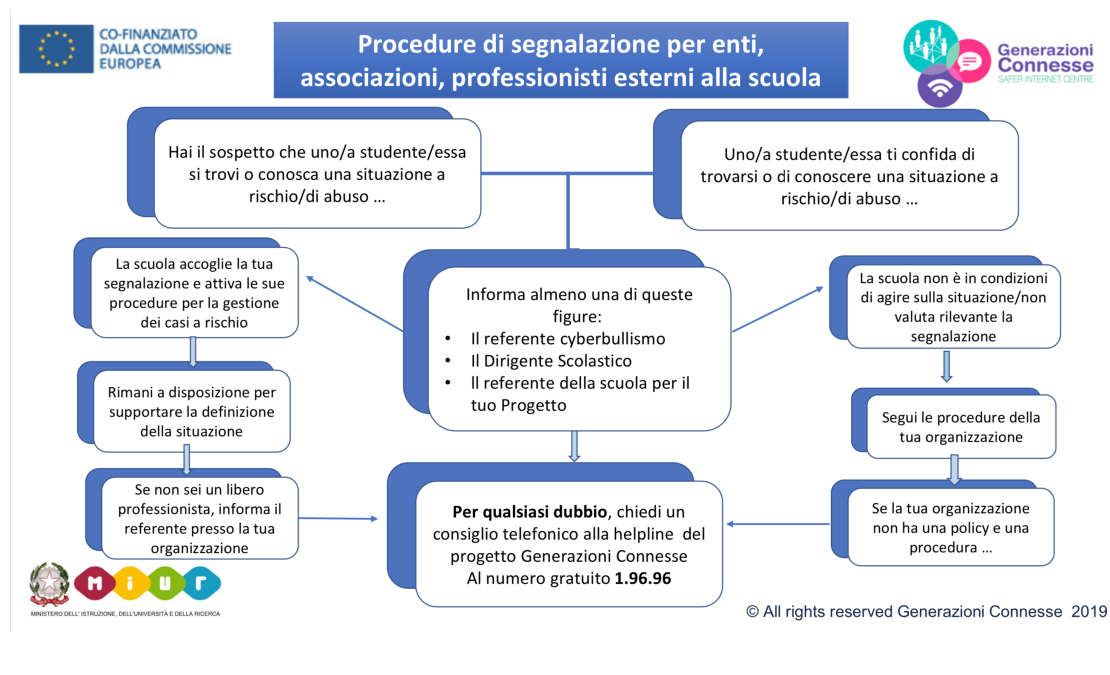 CO-FINANZIATO
DALLA COMMISSIONE
EUROPEA
Procedure di segnalazione per enti,
associazioni, professionisti esterni alla scuola
Generazioni
Connesse
SAFER INTERNET CENTRE
Hai il sospetto che uno/a studente/essa
si trovi o conosca una situazione a
rischio/di abuso …
Uno/a studente/essa ti confida di
trovarsi o di conoscere una situazione a
rischio/di abuso …
La scuola accoglie la tua
segnalazione e attiva le sue
procedure per la gestione
dei casi a rischio
Informa almeno una di queste
figure:
• Il referente cyberbullismo
• Il Dirigente Scolastico
• Il referente della scuola per il
tuo Progetto
La scuola non è in condizioni
di agire sulla situazione/non
valuta rilevante la
segnalazione
Rimani a disposizione per
supportare la definizione
della situazione
Segui le procedure della
tua organizzazione
Se non sei un libero
professionista, informa il
referente presso la tua
organizzazione
Per qualsiasi dubbio, chiedi un
consiglio telefonico alla helpline del
progetto Generazioni Connesse
Al numero gratuito 1.96.96
Se la tua organizzazione
non ha una policy e una
procedura …
M i u r
MINISTERO DELL' ISTRUZIONE, DELL'UNIVERSITÀ E DELLA RICERCA
© All rights reserved Generazioni Connesse 2019